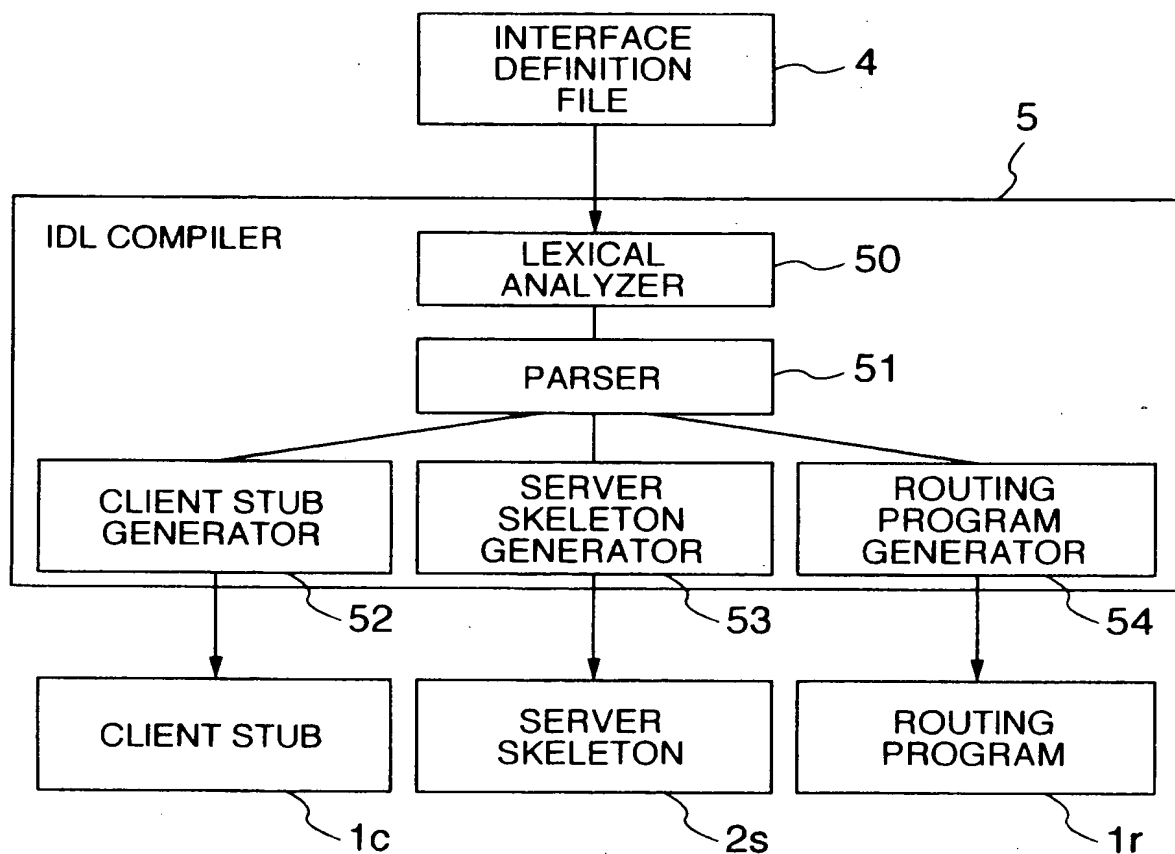 INTERFACE
DEFINITION
FILE
4
5
IDL COMPILER
LEXICAL
ANALYZER
50
PARSER
51
CLIENT STUB
GENERATOR
SERVER
SKELETON
GENERATOR
ROUTING
PROGRAM
GENERATOR
52
53
54
CLIENT STUB
SERVER
SKELETON
ROUTING
PROGRAM
1c
2s
1r